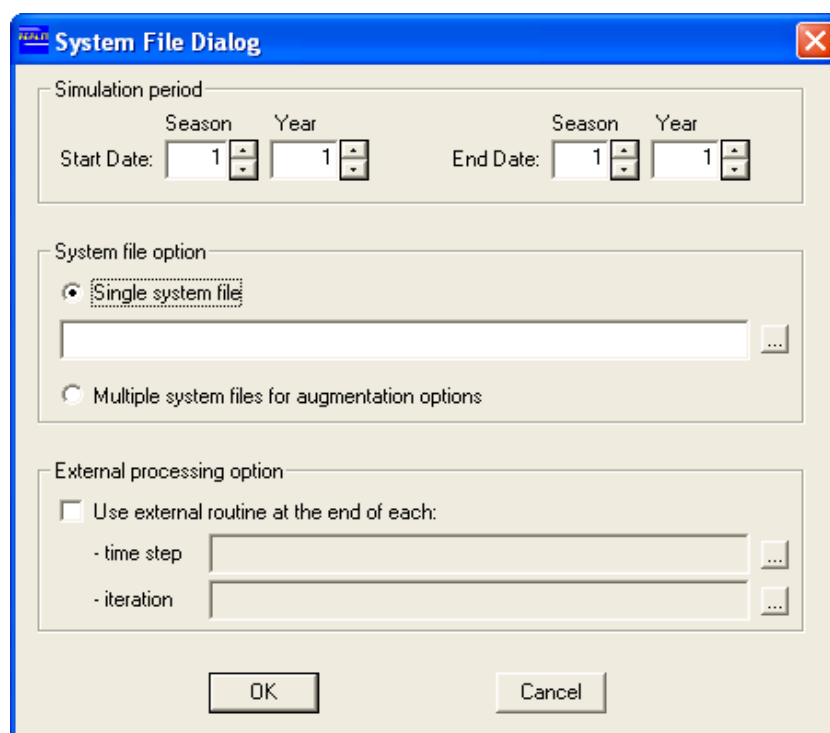 System File Dialog
Simulation period
Season Year Season Year
Start Date: 1 1 End Date: 1 1
System file option
Single system file
...
Multiple system files for augmentation options
External processing option
Use external routine at the end of each:
- time step ...
- iteration ...
OK Cancel